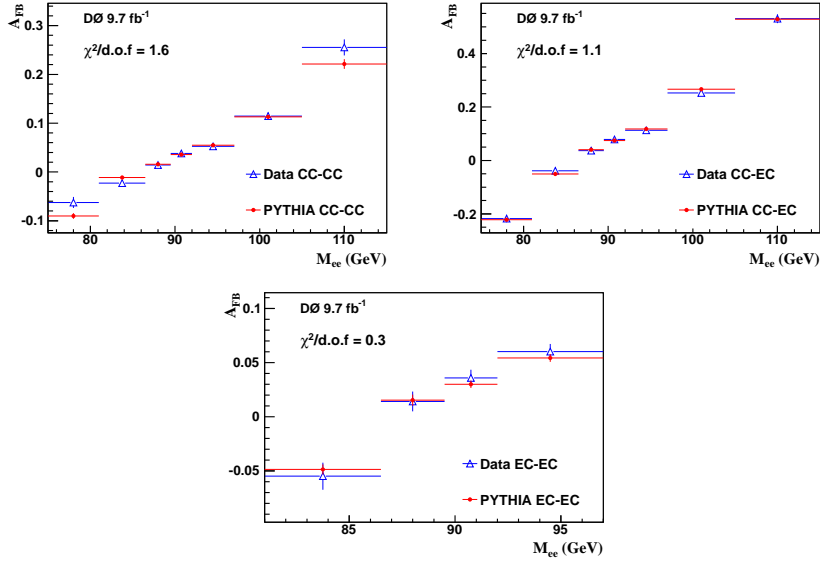 A_FB
DØ 9.7 fb⁻¹
χ²/d.o.f = 1.6
0.3
0.2
0.1
0
-0.1
Data CC-CC
PYTHIA CC-CC
80 90 100 110
M_ee (GeV)
A_FB
DØ 9.7 fb⁻¹
χ²/d.o.f = 1.1
0.4
0.2
0
-0.2
Data CC-EC
PYTHIA CC-EC
80 90 100 110
M_ee (GeV)
A_FB
DØ 9.7 fb⁻¹
χ²/d.o.f = 0.3
0.1
0.05
0
-0.05
Data EC-EC
PYTHIA EC-EC
85 90 95
M_ee (GeV)